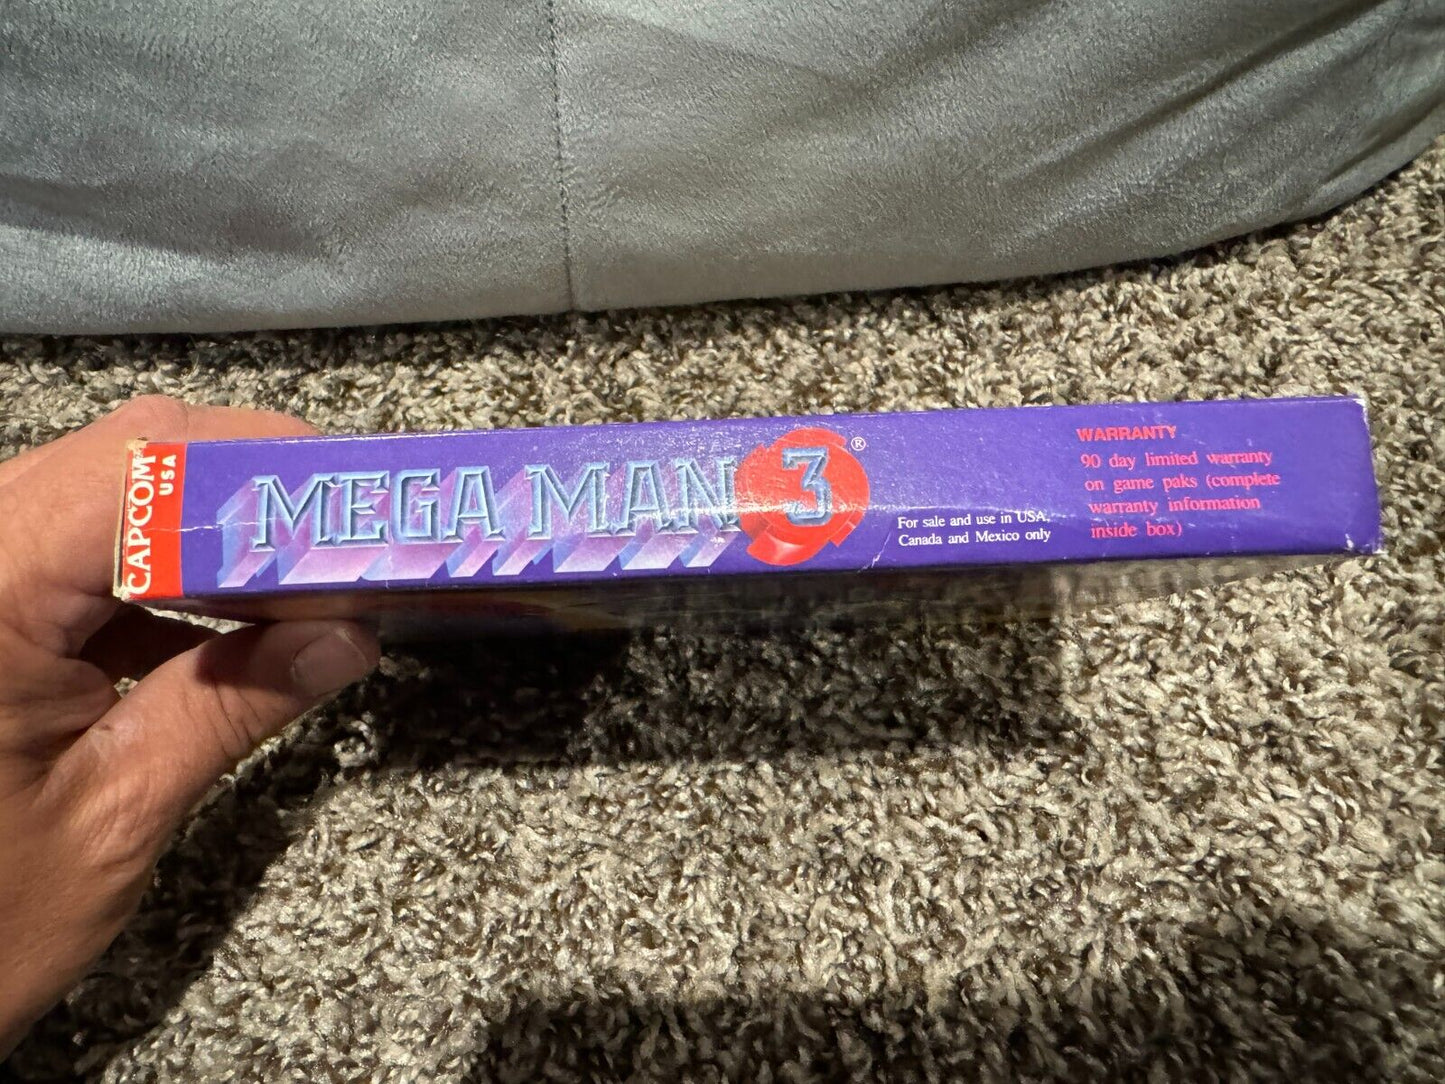 CAPCOM
USA
MEGA MAN 3®
For sale and use in USA,
Canada and Mexico only
WARRANTY
90 day limited warranty
on game paks (complete
warranty information
inside box)